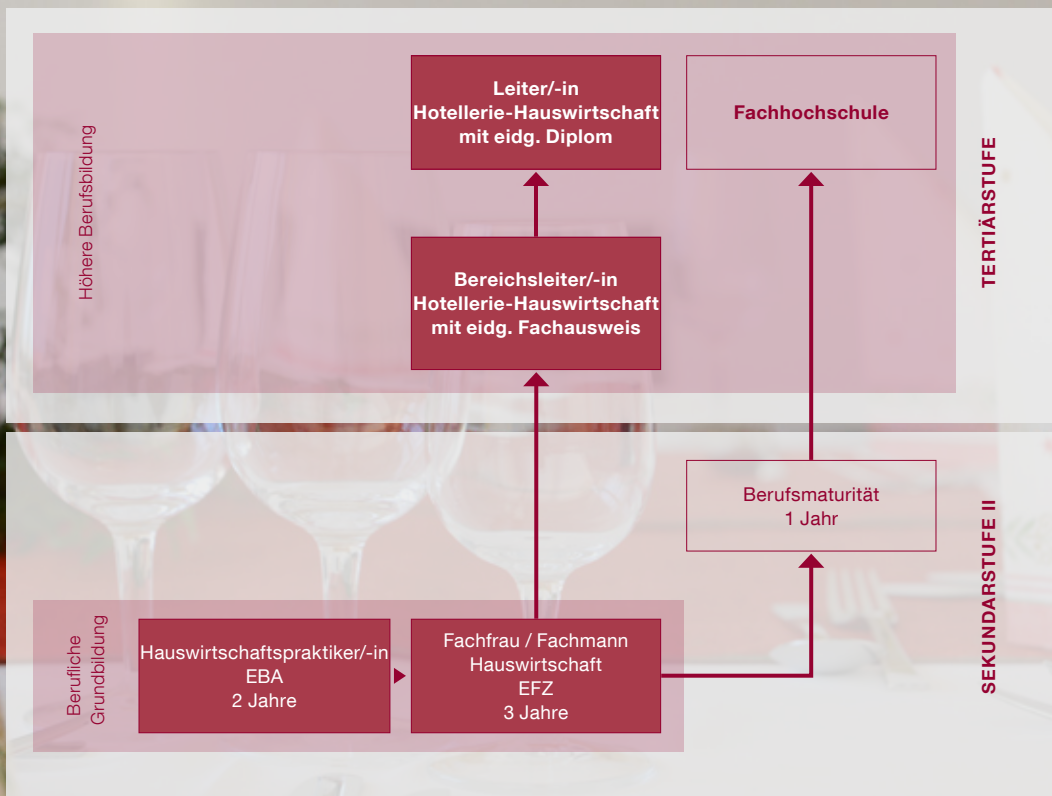 Leiter/-in
Hotellerie-Hauswirtschaft
mit eidg. Diplom
Fachhochschule
Höhere Berufsbildung
TERTIÄRSTUFE
Bereichsleiter/-in
Hotellerie-Hauswirtschaft
mit eidg. Fachausweis
Berufsmaturität
1 Jahr
SEKUNDARSTUFE II
Berufliche
Grundbildung
Hauswirtschaftspraktiker/-in
EBA
2 Jahre
Fachfrau / Fachmann
Hauswirtschaft
EFZ
3 Jahre